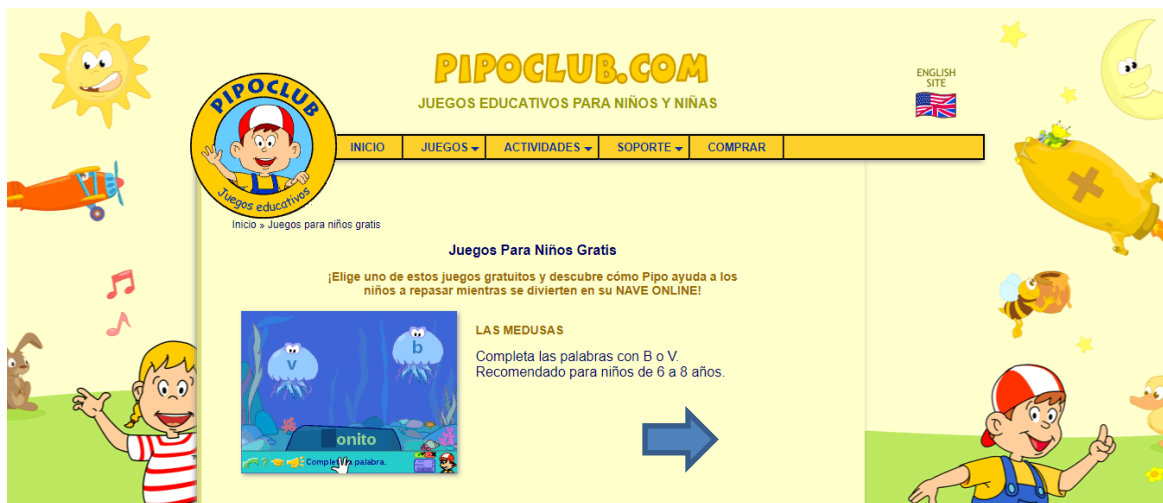 PIPOCLUB.COM
JUEGOS EDUCATIVOS PARA NIÑOS Y NIÑAS
ENGLISH
SITE
PIPOCLUB
Juegos educativos
INICIO JUEGOS ACTIVIDADES SOPORTE COMPRAR
Inicio » Juegos para niños gratis
Juegos Para Niños Gratis
¡Elige uno de estos juegos gratuitos y descubre cómo Pipo ayuda a los
niños a repasar mientras se divierten en su NAVE ONLINE!
v
b
onito
LAS MEDUSAS
Completa las palabras con B o V.
Recomendado para niños de 6 a 8 años.